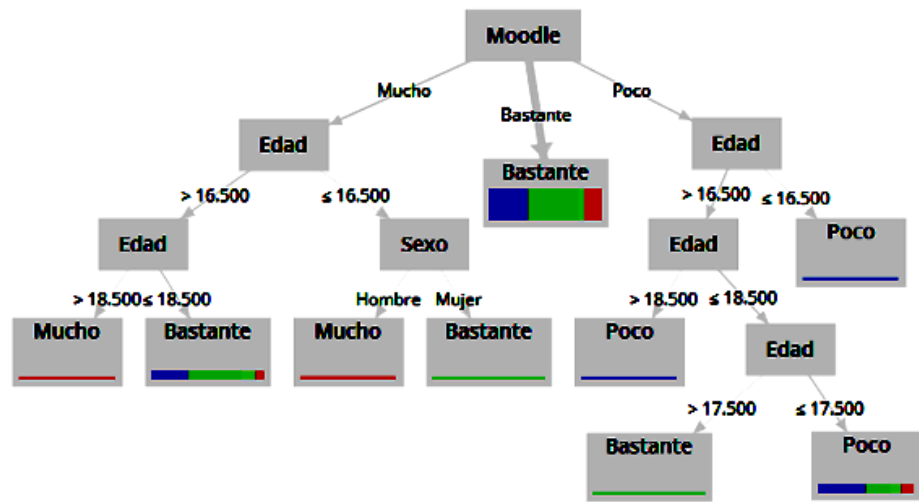 Moodle
Mucho
Bastante
Poco
Edad
Bastante
Edad
> 16.500
≤ 16.500
> 16.500
≤ 16.500
Edad
Sexo
Edad
Poco
> 18.500
≤ 18.500
Hombre
Mujer
> 18.500
≤ 18.500
Mucho
Bastante
Mucho
Bastante
Poco
Edad
> 17.500
≤ 17.500
Bastante
Poco